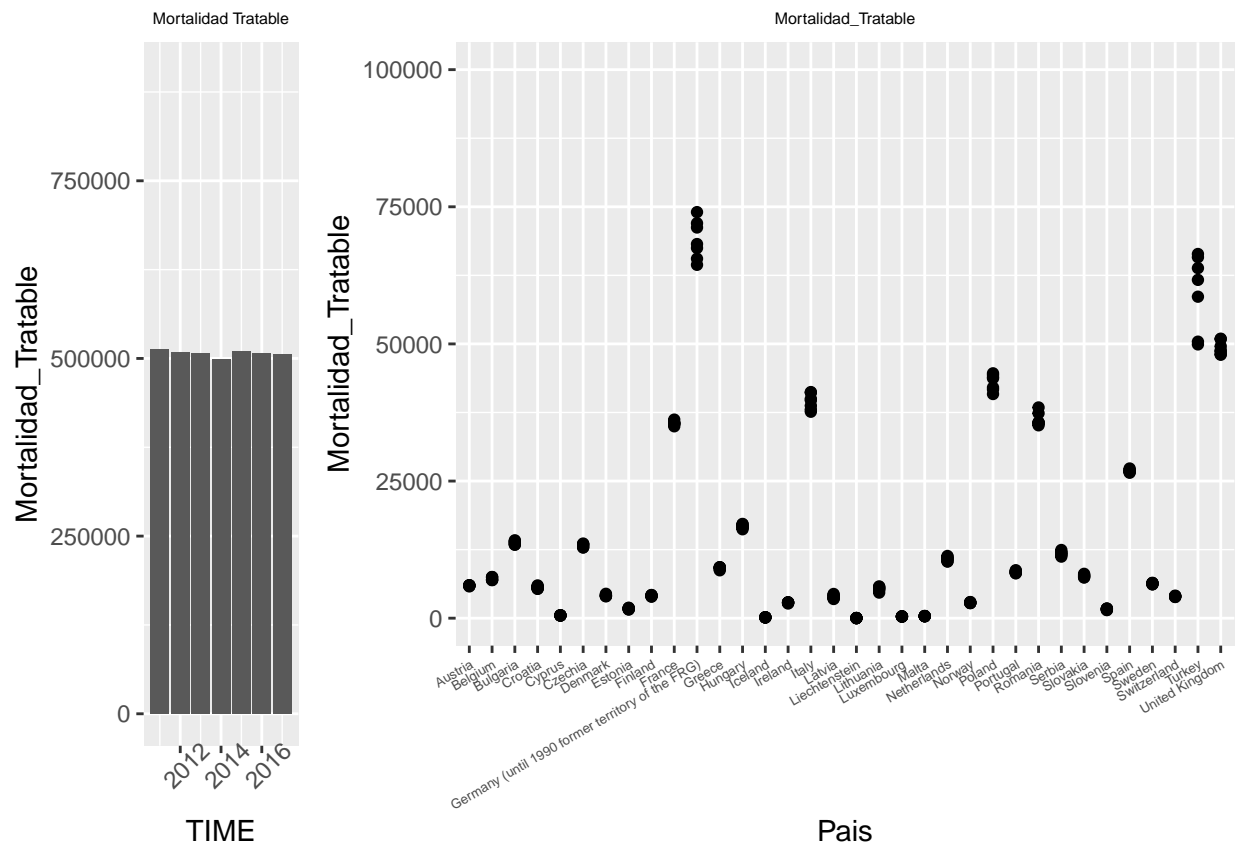 Mortalidad Tratable
Mortalidad_Tratable
750000
500000
250000
0
2012
2014
2016
TIME
Mortalidad_Tratable
Mortalidad_Tratable
100000
75000
50000
25000
0
Austria
Belgium
Bulgaria
Croatia
Cyprus
Czechia
Denmark
Estonia
Finland
France
Germany (until 1990 former territory of the FRG)
Greece
Hungary
Iceland
Ireland
Italy
Latvia
Liechtenstein
Lithuania
Luxembourg
Malta
Netherlands
Norway
Poland
Portugal
Romania
Serbia
Slovakia
Slovenia
Spain
Sweden
Switzerland
Turkey
United Kingdom
Pais